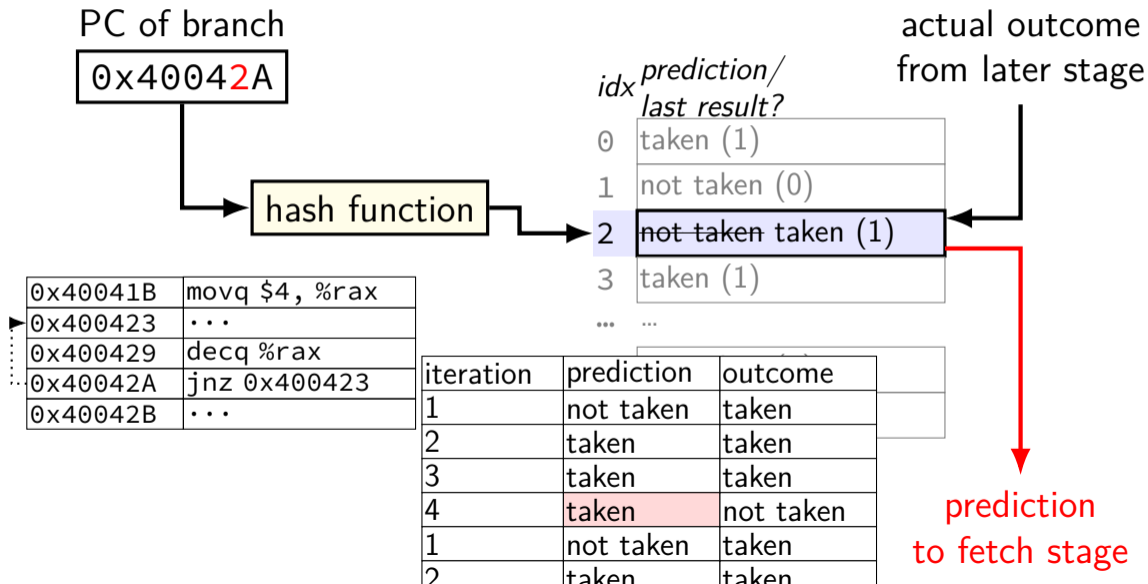 PC of branch
0x40042A
hash function
idx prediction/
last result?
0 taken (1)
1 not taken (0)
2 not taken taken (1)
3 taken (1)
... ...
actual outcome
from later stage
0x40041B movq $4, %rax
0x400423 ...
0x400429 decq %rax
0x40042A jnz 0x400423
0x40042B ...
iteration prediction outcome
1 not taken taken
2 taken taken
3 taken taken
4 taken not taken
1 not taken taken
2 taken taken
prediction
to fetch stage